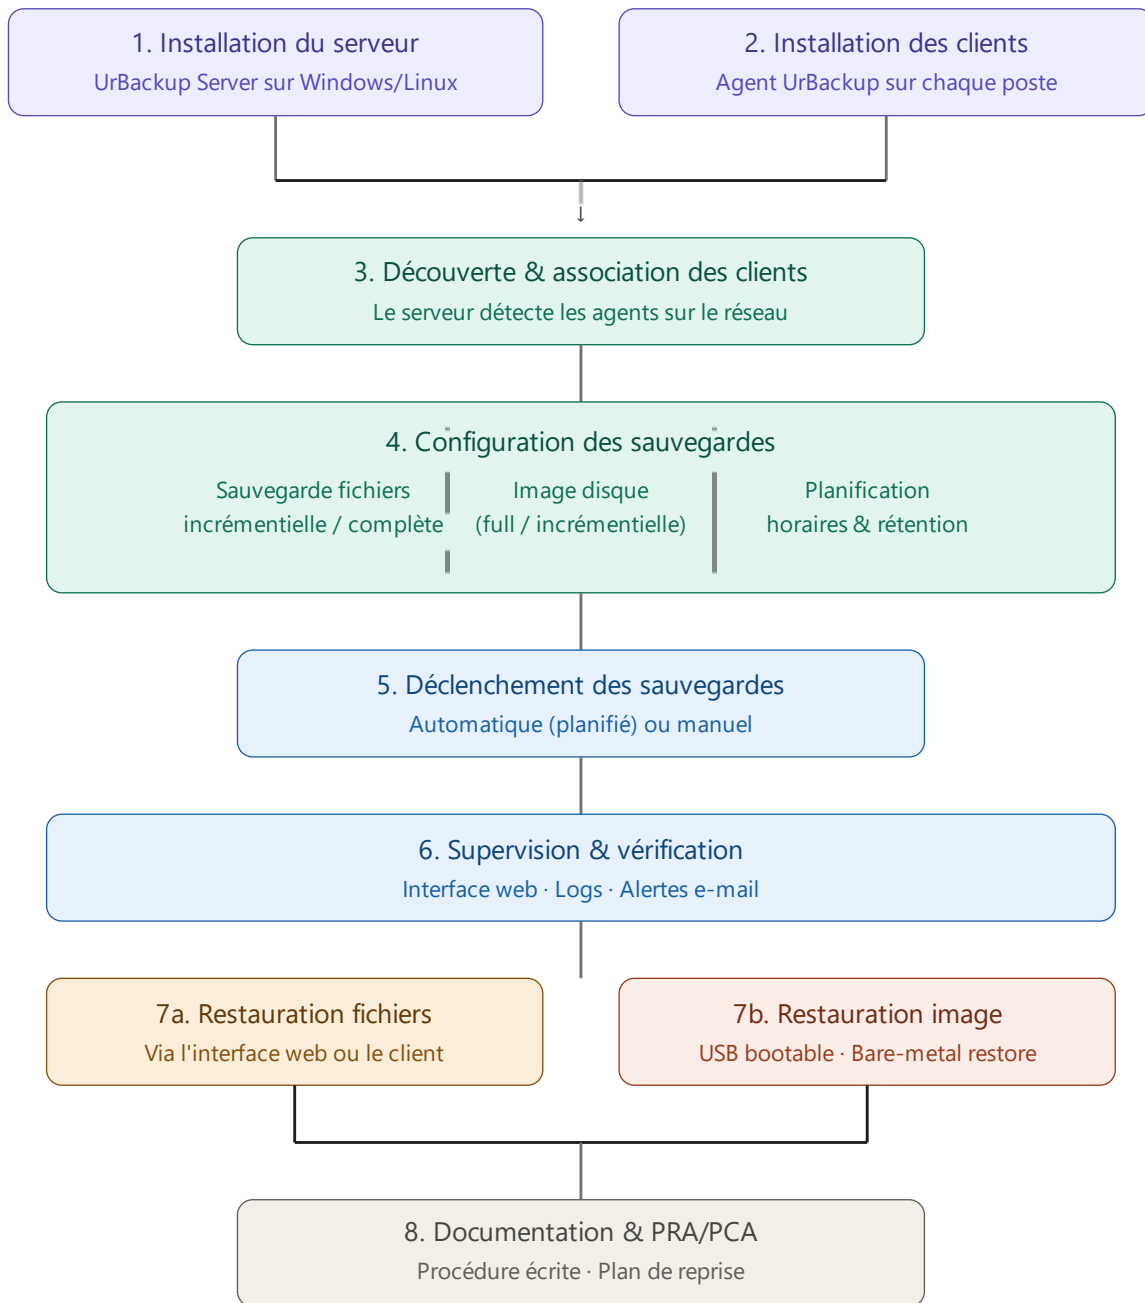 1. Installation du serveur
UrBackup Server sur Windows/Linux
2. Installation des clients
Agent UrBackup sur chaque poste
↓
3. Découverte & association des clients
Le serveur détecte les agents sur le réseau
4. Configuration des sauvegardes
Sauvegarde fichiers
incrémentielle / complète
Image disque
(full / incrémentielle)
Planification
horaires & rétention
5. Déclenchement des sauvegardes
Automatique (planifié) ou manuel
6. Supervision & vérification
Interface web · Logs · Alertes e-mail
7a. Restauration fichiers
Via l'interface web ou le client
7b. Restauration image
USB bootable · Bare-metal restore
8. Documentation & PRA/PCA
Procédure écrite · Plan de reprise